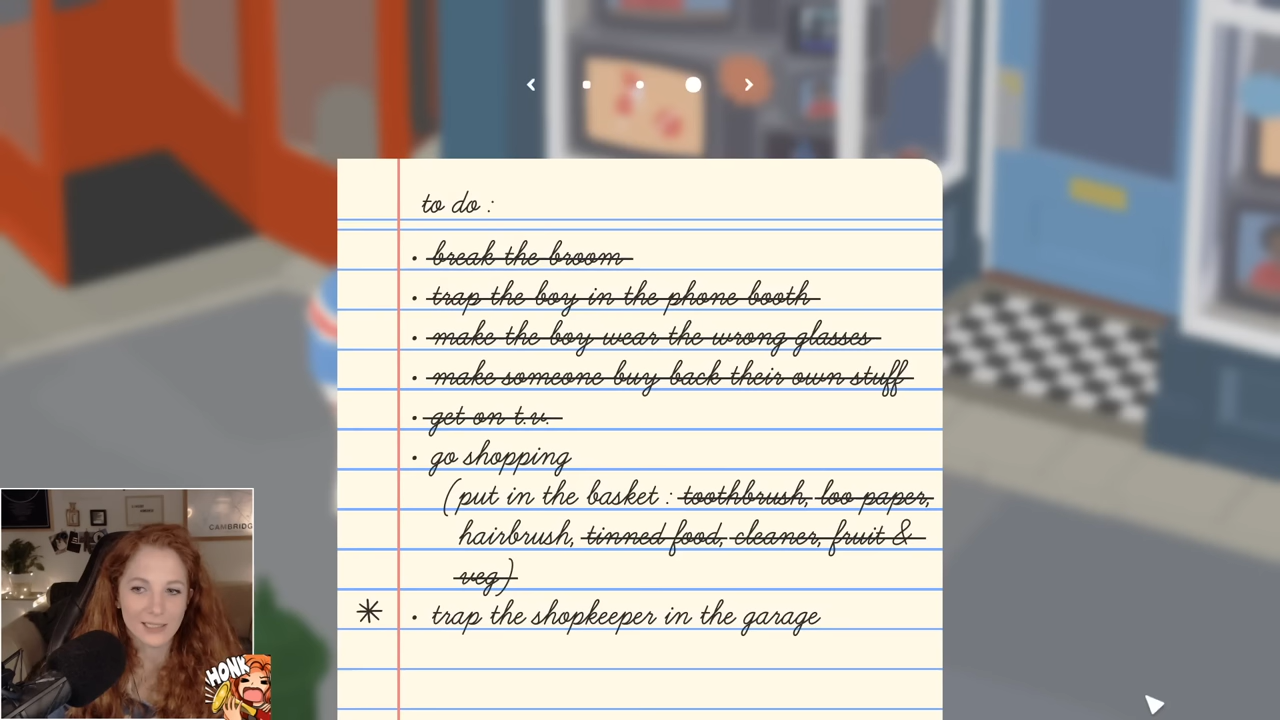 to do :
• break the broom
• trap the boy in the phone booth
• make the boy wear the wrong glasses
• make someone buy back their own stuff
• get on t.v.
• go shopping
(put in the basket : toothbrush, loo paper,
hairbrush, tinned food, cleaner, fruit &
veg)
• trap the shopkeeper in the garage
CAMBRIDG
HONK